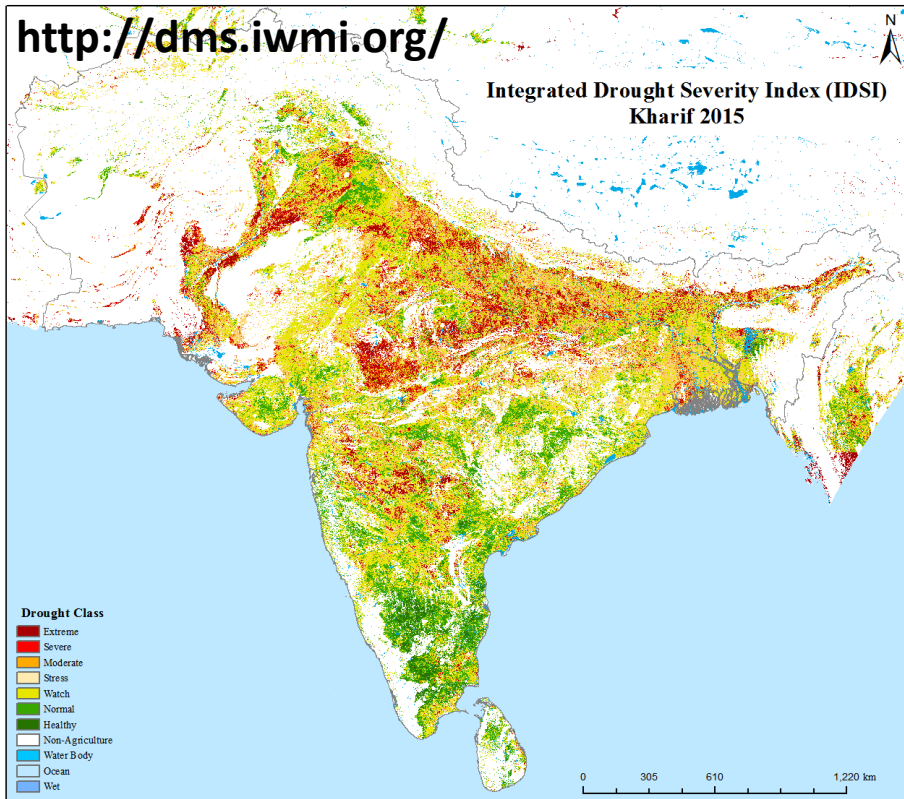 http://dms.iwmi.org/
N
Integrated Drought Severity Index (IDSI)
Kharif 2015
Drought Class
Extreme
Severe
Moderate
Stress
Watch
Normal
Healthy
Non-Agriculture
Water Body
Ocean
Wet
0 305 610 1,220 km